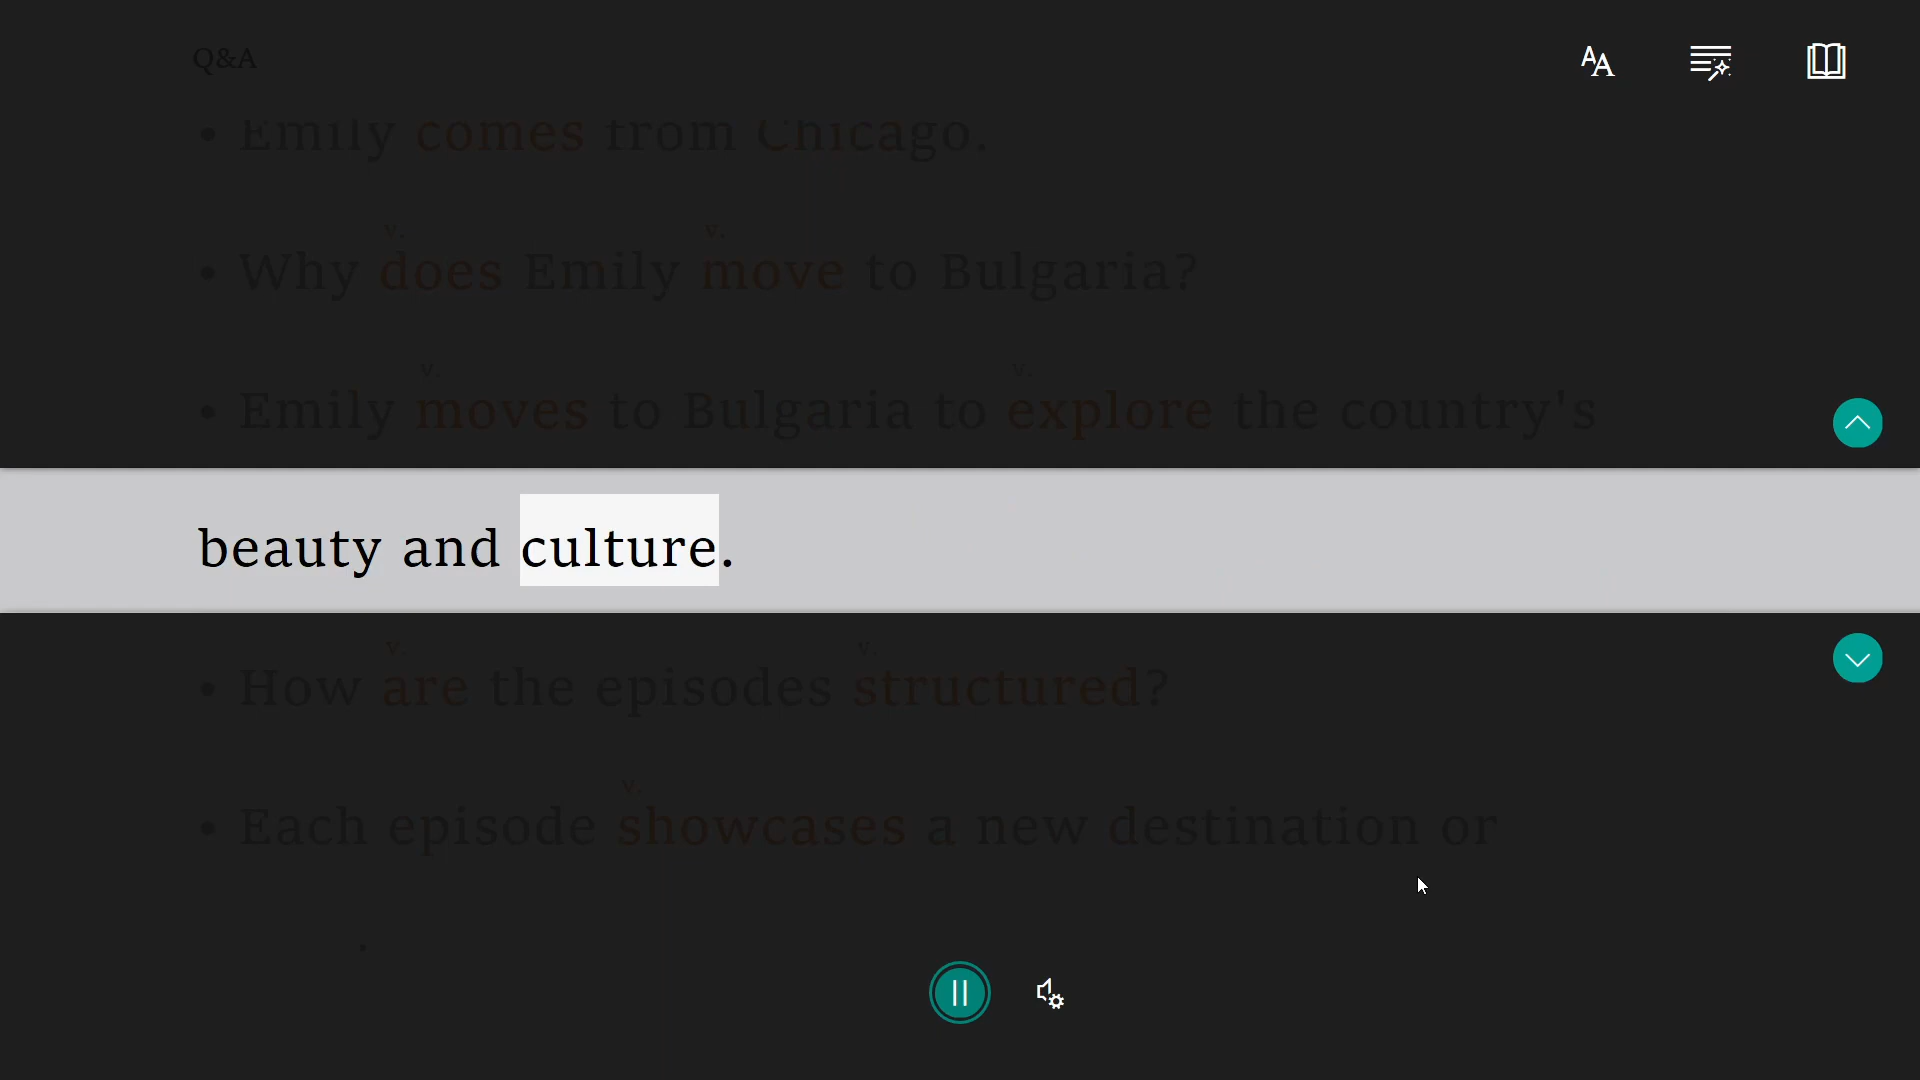 Q&A
• Emily comes from Chicago.
v. v.
• Why does Emily move to Bulgaria?
v. v.
• Emily moves to Bulgaria to explore the country's
beauty and culture.
v. v.
• How are the episodes structured?
v.
• Each episode showcases a new destination or